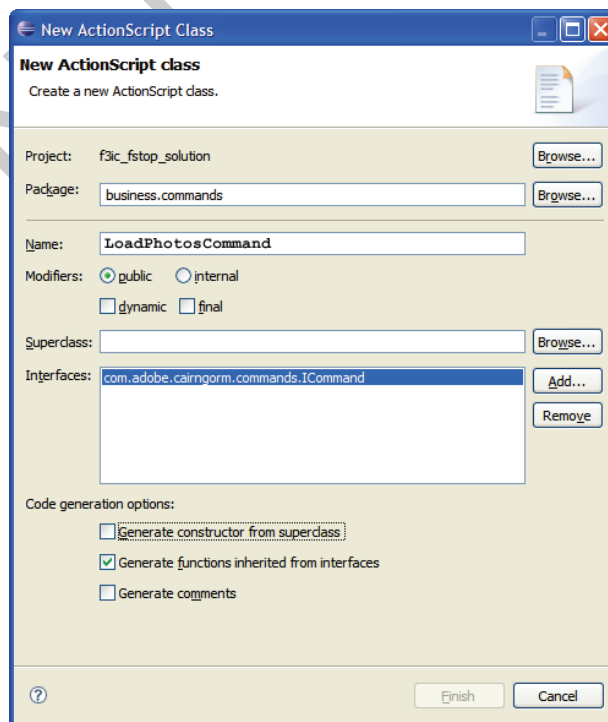 New ActionScript Class
New ActionScript class
Create a new ActionScript class.
Project: f3ic_fstop_solution Browse...
Package: business.commands Browse...
Name: LoadPhotosCommand
Modifiers: public internal
dynamic final
Superclass: Browse...
Interfaces: com.adobe.cairngorm.commands.ICommand Add...
Remove
Code generation options:
Generate constructor from superclass
Generate functions inherited from interfaces
Generate comments
? Finish Cancel